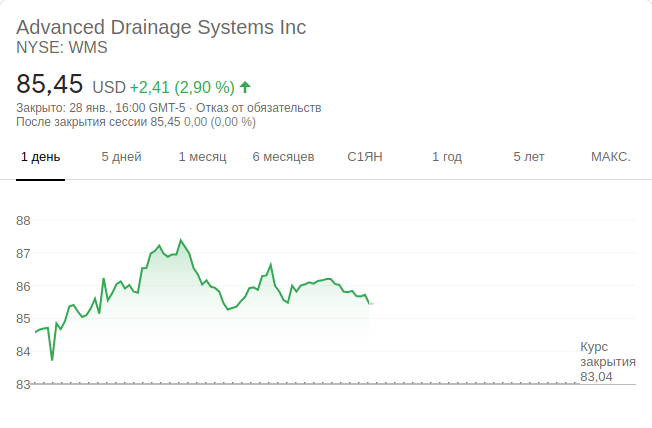 Advanced Drainage Systems Inc
NYSE: WMS
85,45 USD +2,41 (2,90 %)
Закрыто: 28 янв., 16:00 GMT-5 · Отказ от обязательств
После закрытия сессии 85,45 0,00 (0,00 %)
1 день 5 дней 1 месяц 6 месяцев С1ЯН 1 год 5 лет МАКС.
88
87
86
85
84
83
Курс
закрытия
83,04